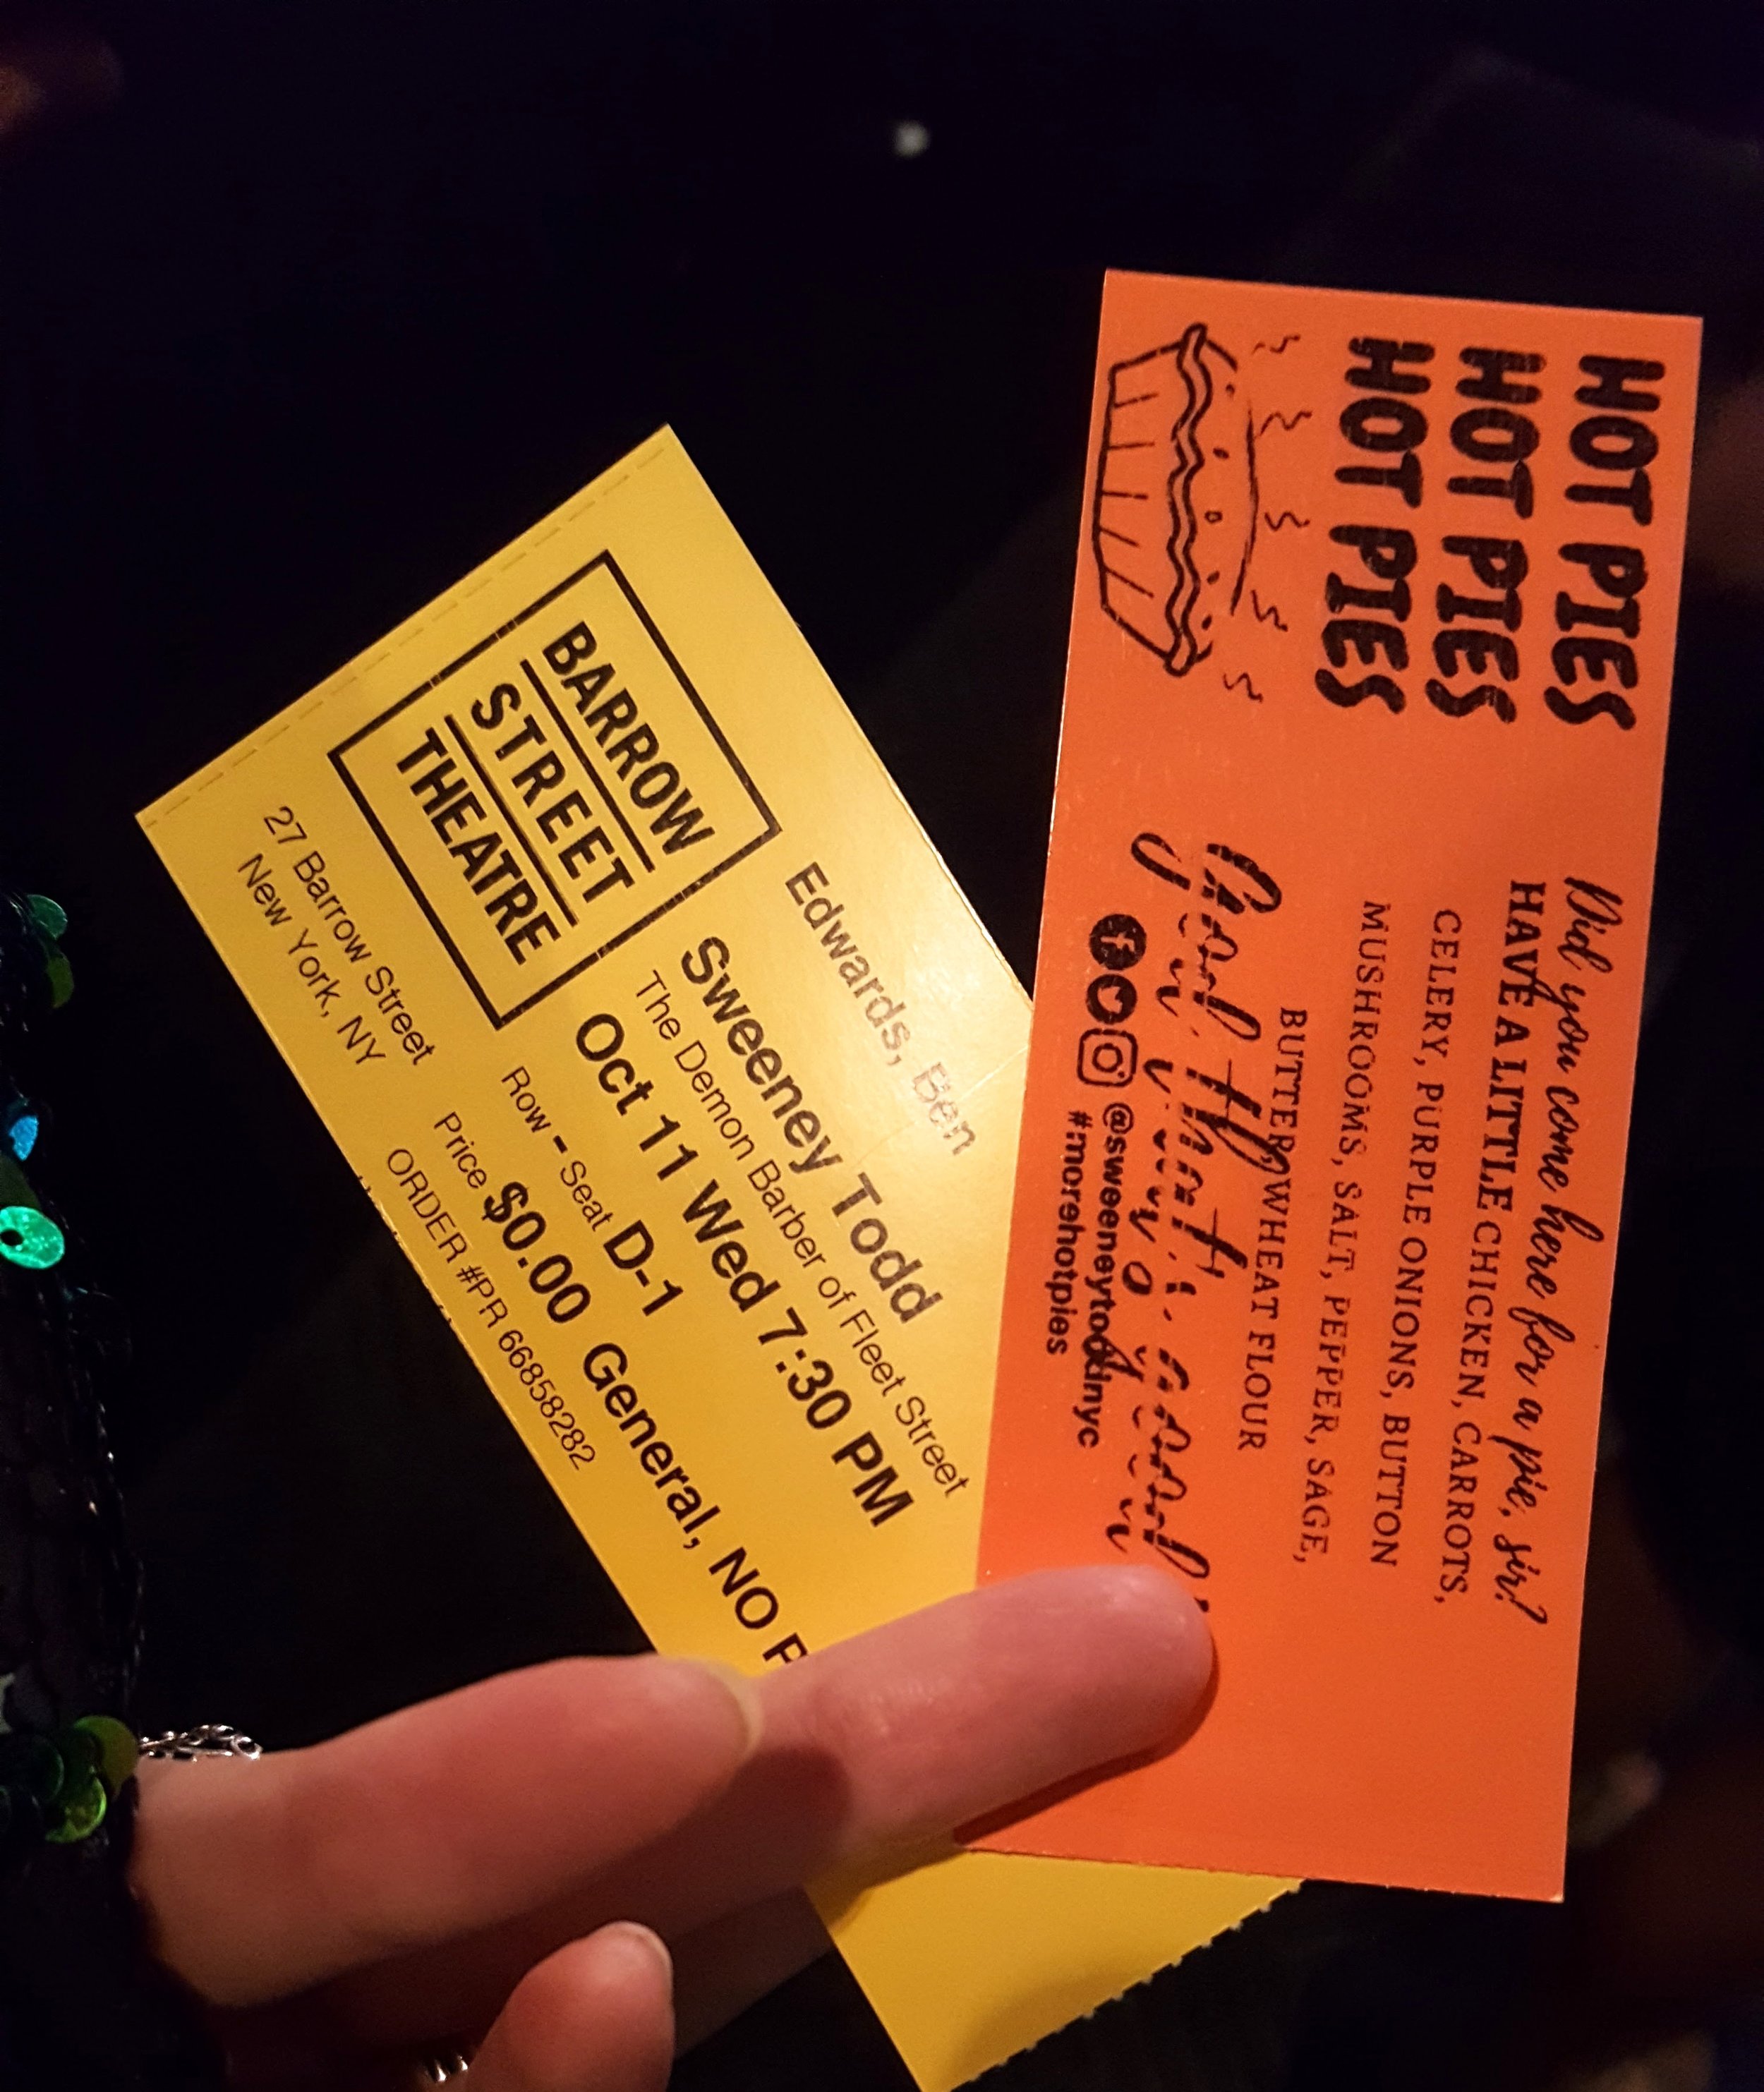 BARROW
STREET
THEATRE
27 Barrow Street
New York, NY
Edwards, Ben
Sweeney Todd
The Demon Barber of Fleet Street
Oct 11 Wed 7:30 PM
Row - Seat D-1
Price $0.00 General, NO
ORDER #PR 66858282
HOT PIES
HOT PIES
HOT PIES
Did you come here for a pie, sir?
HAVE A LITTLE CHICKEN, CARROTS,
CELERY, PURPLE ONIONS, BUTTON
MUSHROOMS, SALT, PEPPER, SAGE,
BUTTER, WHEAT FLOUR
God, that's good!
@sweeneytoddnyc
#morehotpies